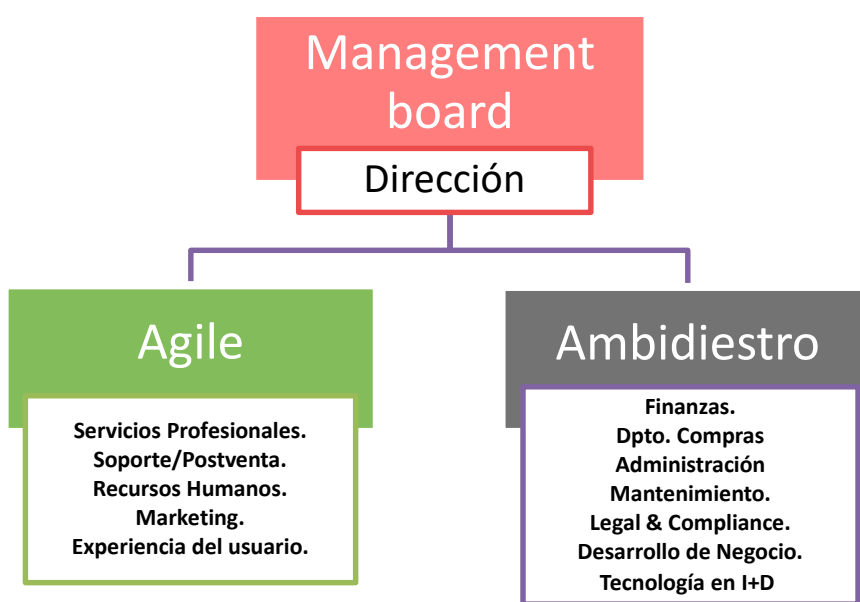 Management
board
Dirección
Agile
Servicios Profesionales.
Soporte/Postventa.
Recursos Humanos.
Marketing.
Experiencia del usuario.
Ambidiestro
Finanzas.
Dpto. Compras
Administración
Mantenimiento.
Legal & Compliance.
Desarrollo de Negocio.
Tecnología en I+D